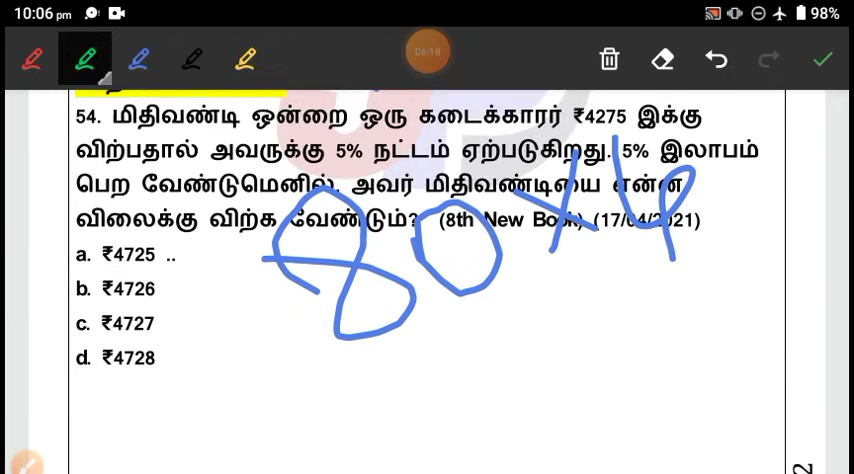 10:06 pm 98%
06:18
54. மிதிவண்டி ஒன்றை ஒரு கடைக்காரர் ₹4275 இக்கு
விற்பதால் அவருக்கு 5% நட்டம் ஏற்படுகிறது. 5% இலாபம்
பெற வேண்டுமெனில், அவர் மிதிவண்டியை என்ன
விலைக்கு விற்க வேண்டும்? (8th New Book) (17/04/2021)
80 x 4
a. ₹4725 ..
b. ₹4726
c. ₹4727
d. ₹4728